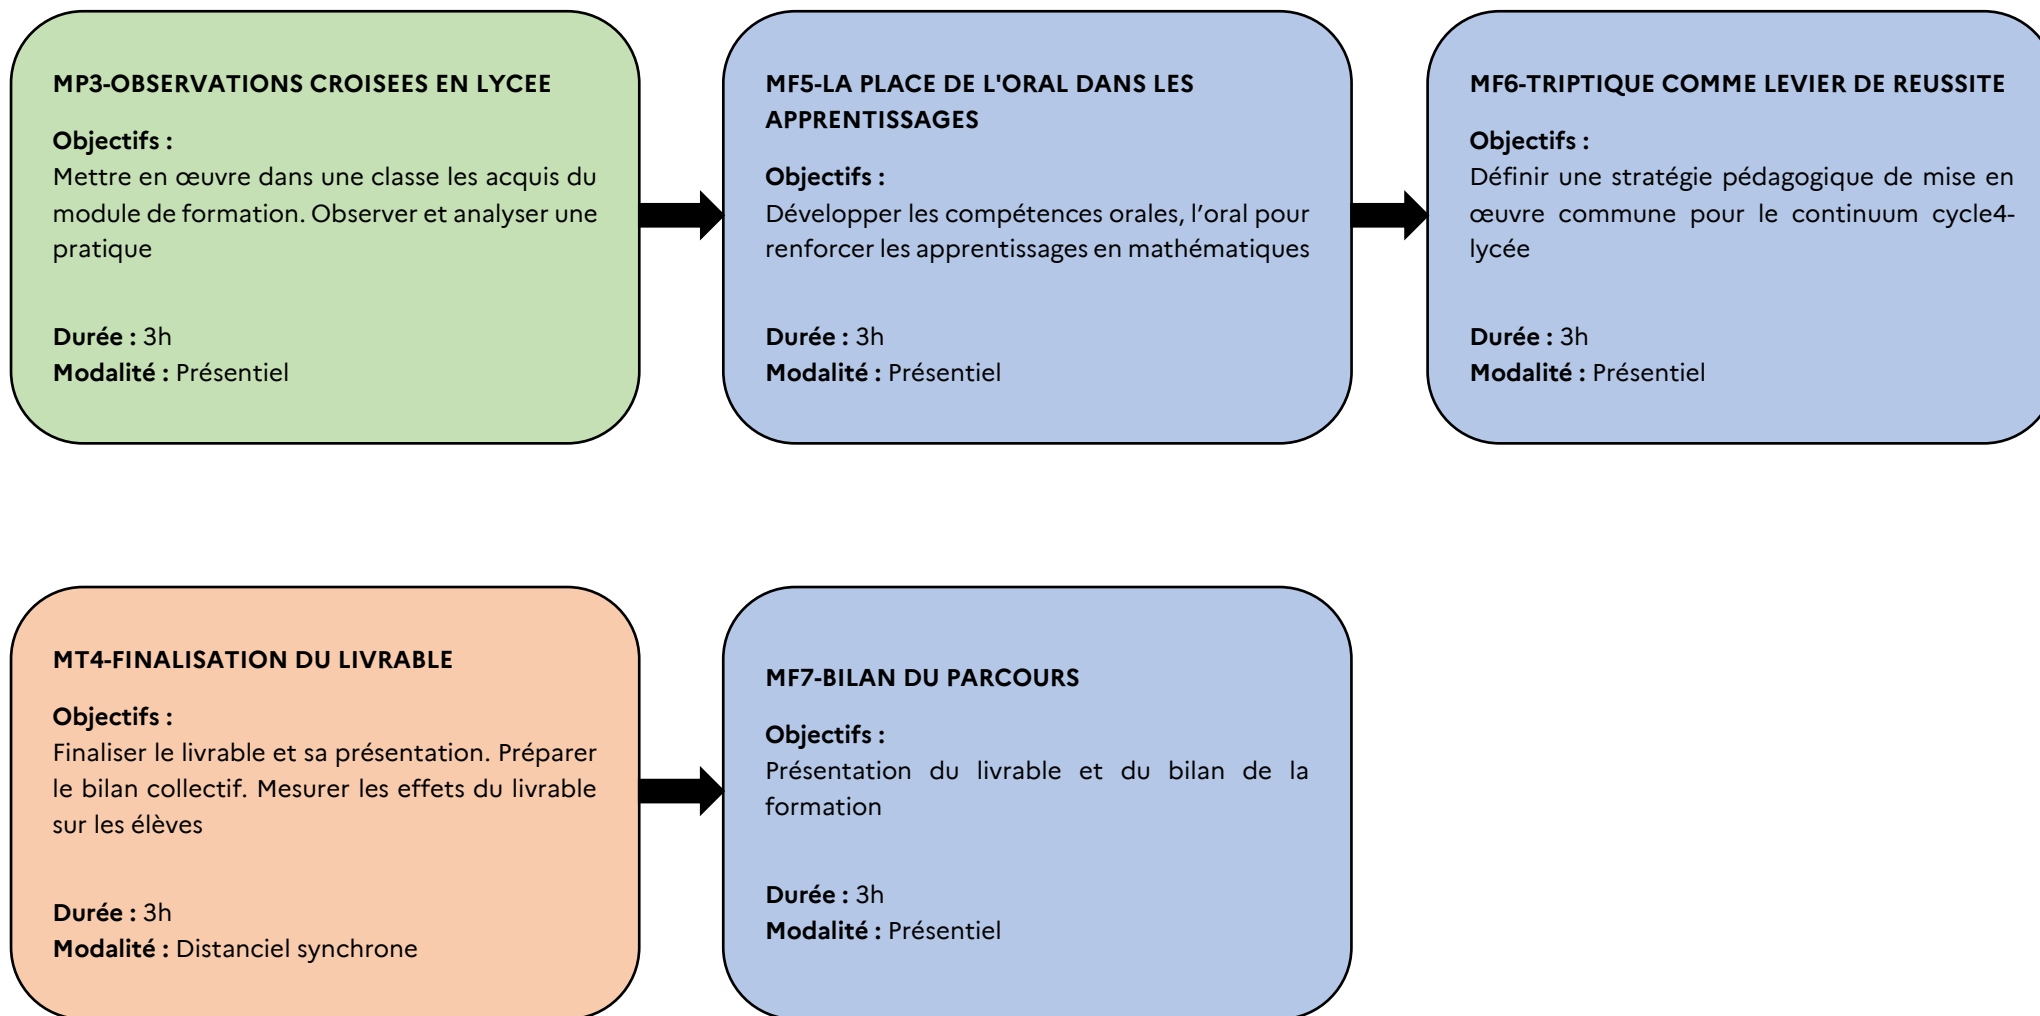 MP3-OBSERVATIONS CROISEES EN LYCEE
Objectifs :
Mettre en œuvre dans une classe les acquis du
module de formation. Observer et analyser une
pratique
Durée : 3h
Modalité : Présentiel
MF5-LA PLACE DE L'ORAL DANS LES
APPRENTISSAGES
Objectifs :
Développer les compétences orales, l’oral pour
renforcer les apprentissages en mathématiques
Durée : 3h
Modalité : Présentiel
MF6-TRIPTIQUE COMME LEVIER DE REUSSITE
Objectifs :
Définir une stratégie pédagogique de mise en
œuvre commune pour le continuum cycle4-
lycée
Durée : 3h
Modalité : Présentiel
MT4-FINALISATION DU LIVRABLE
Objectifs :
Finaliser le livrable et sa présentation. Préparer
le bilan collectif. Mesurer les effets du livrable
sur les élèves
Durée : 3h
Modalité : Distanciel synchrone
MF7-BILAN DU PARCOURS
Objectifs :
Présentation du livrable et du bilan de la
formation
Durée : 3h
Modalité : Présentiel